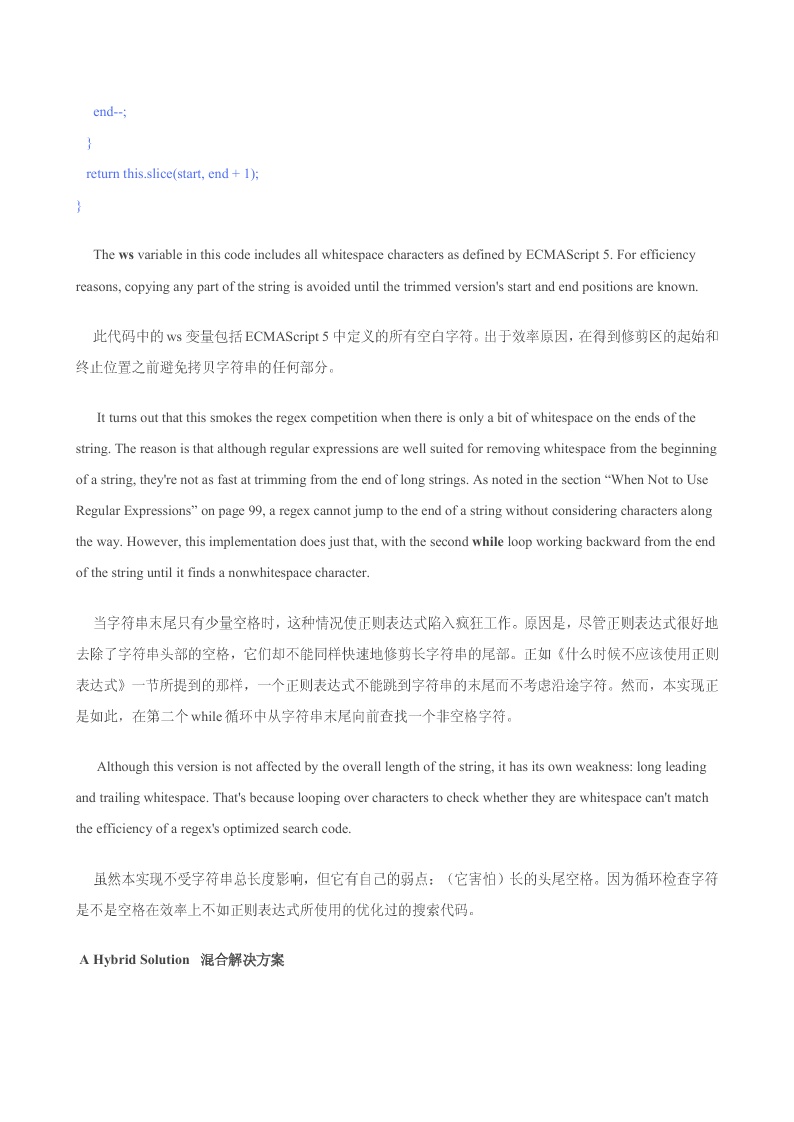 end--;
}
return this.slice(start, end + 1);
}
The ws variable in this code includes all whitespace characters as defined by ECMAScript 5. For efficiency
reasons, copying any part of the string is avoided until the trimmed version's start and end positions are known.
此代码中的 ws 变量包括 ECMAScript 5 中定义的所有空白字符。出于效率原因，在得到修剪区的起始和
终止位置之前避免拷贝字符串的任何部分。
It turns out that this smokes the regex competition when there is only a bit of whitespace on the ends of the
string. The reason is that although regular expressions are well suited for removing whitespace from the beginning
of a string, they're not as fast at trimming from the end of long strings. As noted in the section “When Not to Use
Regular Expressions” on page 99, a regex cannot jump to the end of a string without considering characters along
the way. However, this implementation does just that, with the second while loop working backward from the end
of the string until it finds a nonwhitespace character.
当字符串末尾只有少量空格时，这种情况使正则表达式陷入疯狂工作。原因是，尽管正则表达式很好地
去除了字符串头部的空格，它们却不能同样快速地修剪长字符串的尾部。正如《什么时候不应该使用正则
表达式》一节所提到的那样，一个正则表达式不能跳到字符串的末尾而不考虑沿途字符。然而，本实现正
是如此，在第二个 while 循环中从字符串末尾向前查找一个非空格字符。
Although this version is not affected by the overall length of the string, it has its own weakness: long leading
and trailing whitespace. That's because looping over characters to check whether they are whitespace can't match
the efficiency of a regex's optimized search code.
虽然本实现不受字符串总长度影响，但它有自己的弱点：（它害怕）长的头尾空格。因为循环检查字符
是不是空格在效率上不如正则表达式所使用的优化过的搜索代码。
A Hybrid Solution 混合解决方案